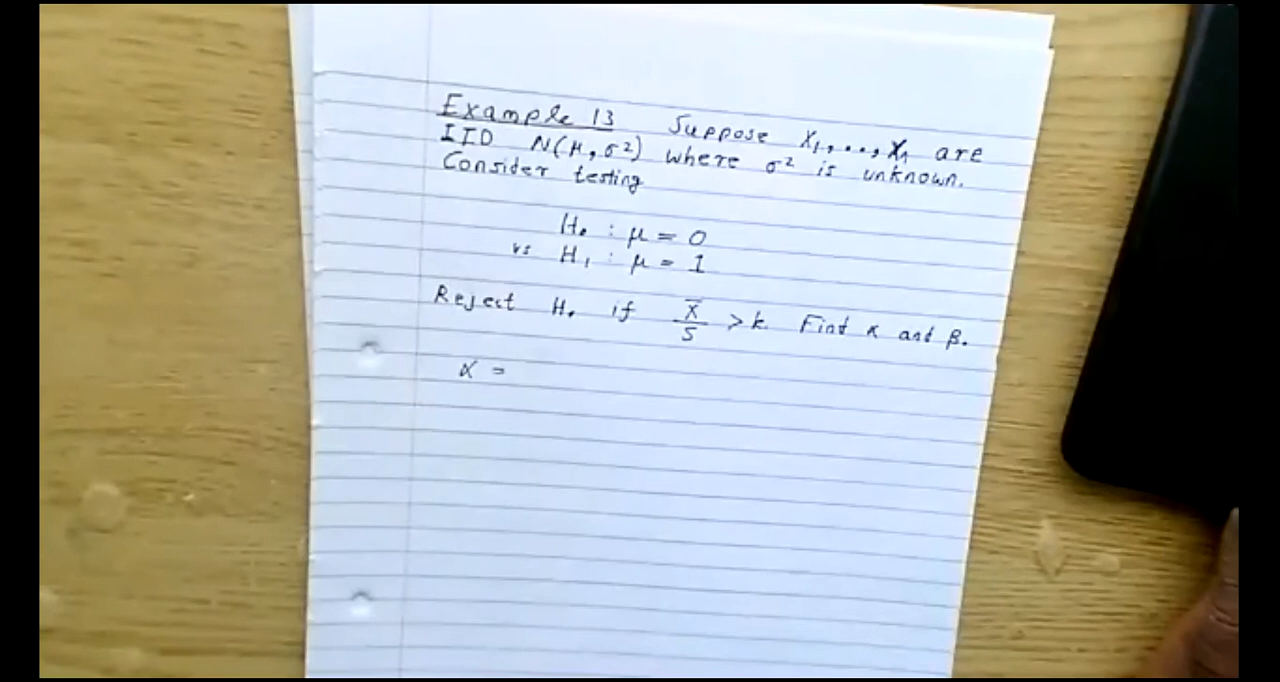 Example 13 Suppose X₁, ..., Xₙ are
IID N(μ, σ²) where σ² is unknown.
Consider testing
H₀ : μ = 0
vs H₁ : μ = 1
Reject H₀ if X̄/S > k. Find α and β.
α =